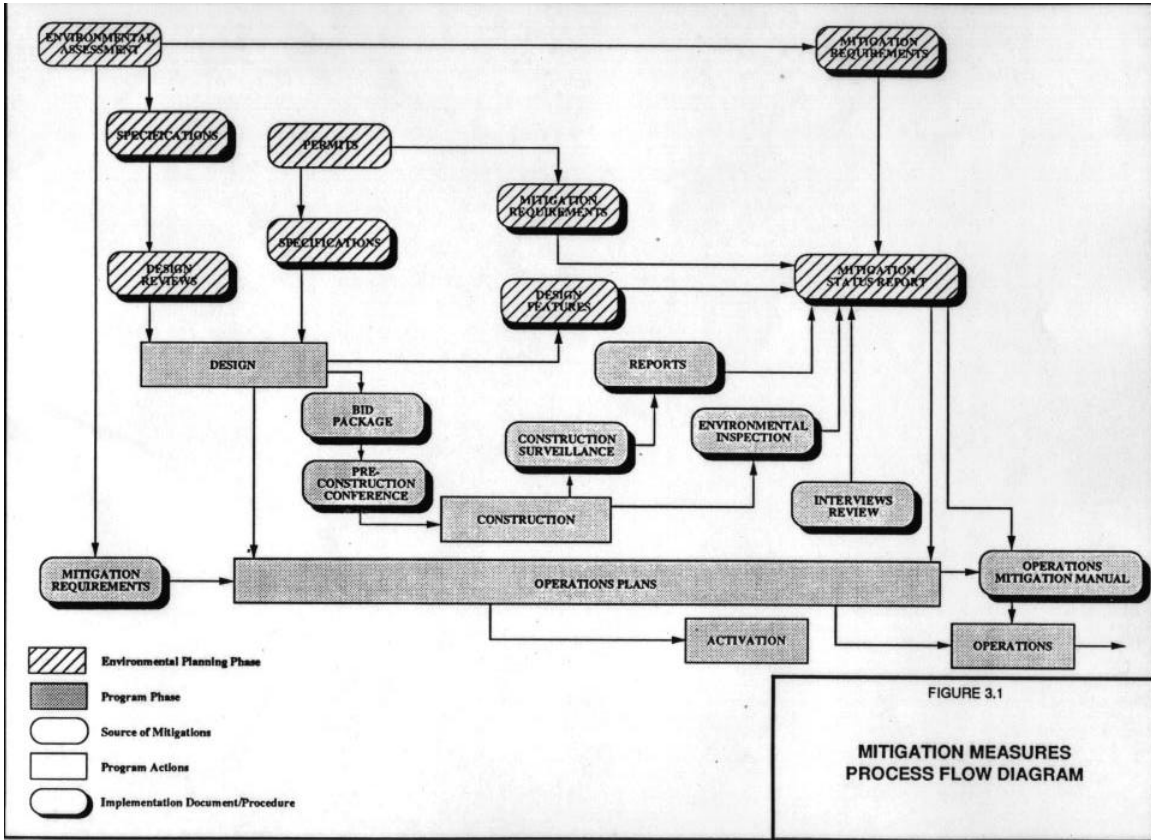 ENVIRONMENTAL
ASSESSMENT
MITIGATION
REQUIREMENTS
SPECIFICATIONS
PERMITS
MITIGATION
REQUIREMENTS
SPECIFICATIONS
DESIGN
REVIEWS
MITIGATION
STATUS REPORT
DESIGN
FEATURES
DESIGN
REPORTS
BID
PACKAGE
CONSTRUCTION
SURVEILLANCE
ENVIRONMENTAL
INSPECTION
PRE-
CONSTRUCTION
CONFERENCE
CONSTRUCTION
INTERVIEWS
REVIEW
MITIGATION
REQUIREMENTS
OPERATIONS PLANS
OPERATIONS
MITIGATION MANUAL
ACTIVATION
OPERATIONS
Environmental Planning Phase
Program Phase
Source of Mitigations
Program Actions
Implementation Document/Procedure
FIGURE 3.1
MITIGATION MEASURES
PROCESS FLOW DIAGRAM